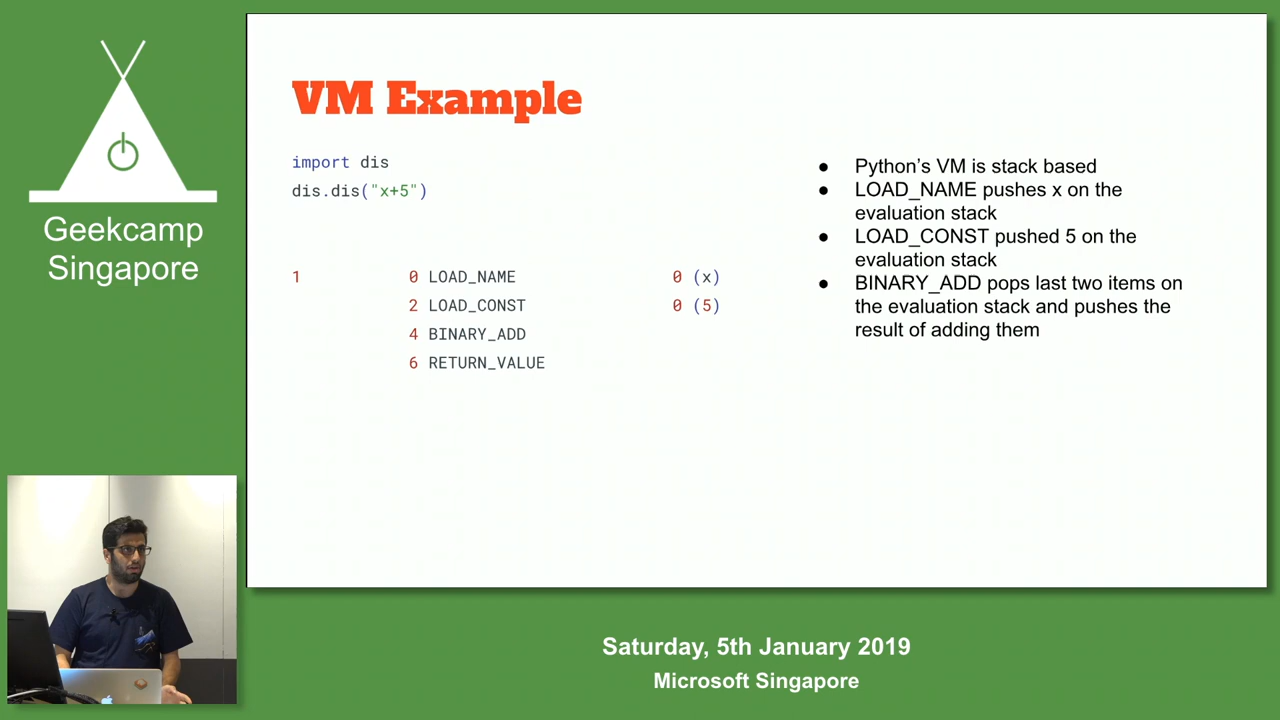 Geekcamp
Singapore
VM Example
import dis
dis.dis("x+5")
1 0 LOAD_NAME 0 (x)
2 LOAD_CONST 0 (5)
4 BINARY_ADD
6 RETURN_VALUE
● Python’s VM is stack based
● LOAD_NAME pushes x on the
evaluation stack
● LOAD_CONST pushed 5 on the
evaluation stack
● BINARY_ADD pops last two items on
the evaluation stack and pushes the
result of adding them
Saturday, 5th January 2019
Microsoft Singapore